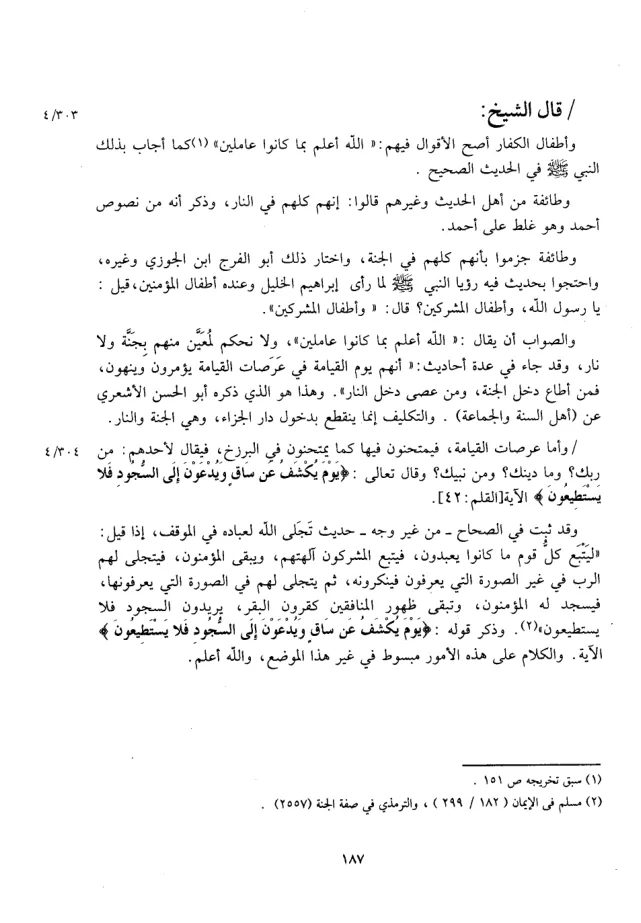 / قال الشيخ : ٤/٣٠٣
وأطفال الكفار أصح الأقوال فيهم: « الله أعلم بما كانوا عاملين» (١)كما أجاب بذلك
النبي ﷺ في الحديث الصحيح .
وطائفة من أهل الحديث وغيرهم قالوا: إنهم كلهم في النار، وذكر أنه من نصوص
أحمد وهو غلط على أحمد.
وطائفة جزموا بأنهم كلهم في الجنة، واختار ذلك أبو الفرج ابن الجوزي وغيره،
واحتجوا بحديث فيه رؤيا النبي ﷺ لما رأى إبراهيم الخليل وعنده أطفال المؤمنين،قيل :
يا رسول الله، وأطفال المشركين؟ قال: « وأطفال المشركين».
والصواب أن يقال :« الله أعلم بما كانوا عاملين»، ولا نحكم لمُعَيَّن منهم بِجَنَّة ولا
نار، وقد جاء في عدة أحاديث:« أنهم يوم القيامة في عَرَصات القيامة يؤمرون وينهون،
فمن أطاع دخل الجنة، ومن عصى دخل النار». وهذا هو الذي ذكره أبو الحسن الأشعري
عن (أهل السنة والجماعة) . والتكليف إنما ينقطع بدخول دار الجزاء، وهي الجنة والنار.
/ وأما عرصات القيامة، فيمتحنون فيها كما يمتحنون في البرزخ، فيقال لأحدهم: من ٤/٣٠٤
ربك؟ وما دينك؟ ومن نبيك؟ وقال تعالى :﴿يَوْمَ يُكْشَفُ عَن سَاقٍ وَيُدْعَوْنَ إِلَى السُّجُودِ فَلا
يَسْتَطِيعُونَ ﴾ الآية[القلم:٤٢].
وقد ثبت في الصحاح ـ من غير وجه ـ حديث تَجَلى الله لعباده في الموقف، إذا قيل:
«ليَتْبَع كلُّ قوم ما كانوا يعبدون، فيتبع المشركون آلهتهم، ويبقى المؤمنون، فيتجلى لهم
الرب في غير الصورة التي يعرفون فينكرونه، ثم يتجلى لهم في الصورة التي يعرفونها،
فيسجد له المؤمنون، وتبقى ظهور المنافقين كقرون البقر، يريدون السجود فلا
يستطيعون»(٢). وذكر قوله :﴿يَوْمَ يُكْشَفُ عَن سَاقٍ وَيُدْعَوْنَ إِلَى السُّجُودِ فَلا يَسْتَطِيعُونَ ﴾
الآية. والكلام على هذه الأمور مبسوط في غير هذا الموضع، والله أعلم.
(١) سبق تخريجه ص ١٥١ .
(٢) مسلم فى الإيمان ( ١٨٢ / ٢٩٩ ) ، والترمذي في صفة الجنة (٢٥٥٧) .
١٨٧